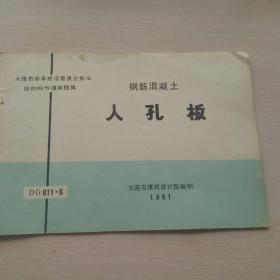 大连市基本建设委员会批准
结构构件通用图集
钢筋混凝土
人孔板
DG811·6
大连市建筑设计院编制
1981